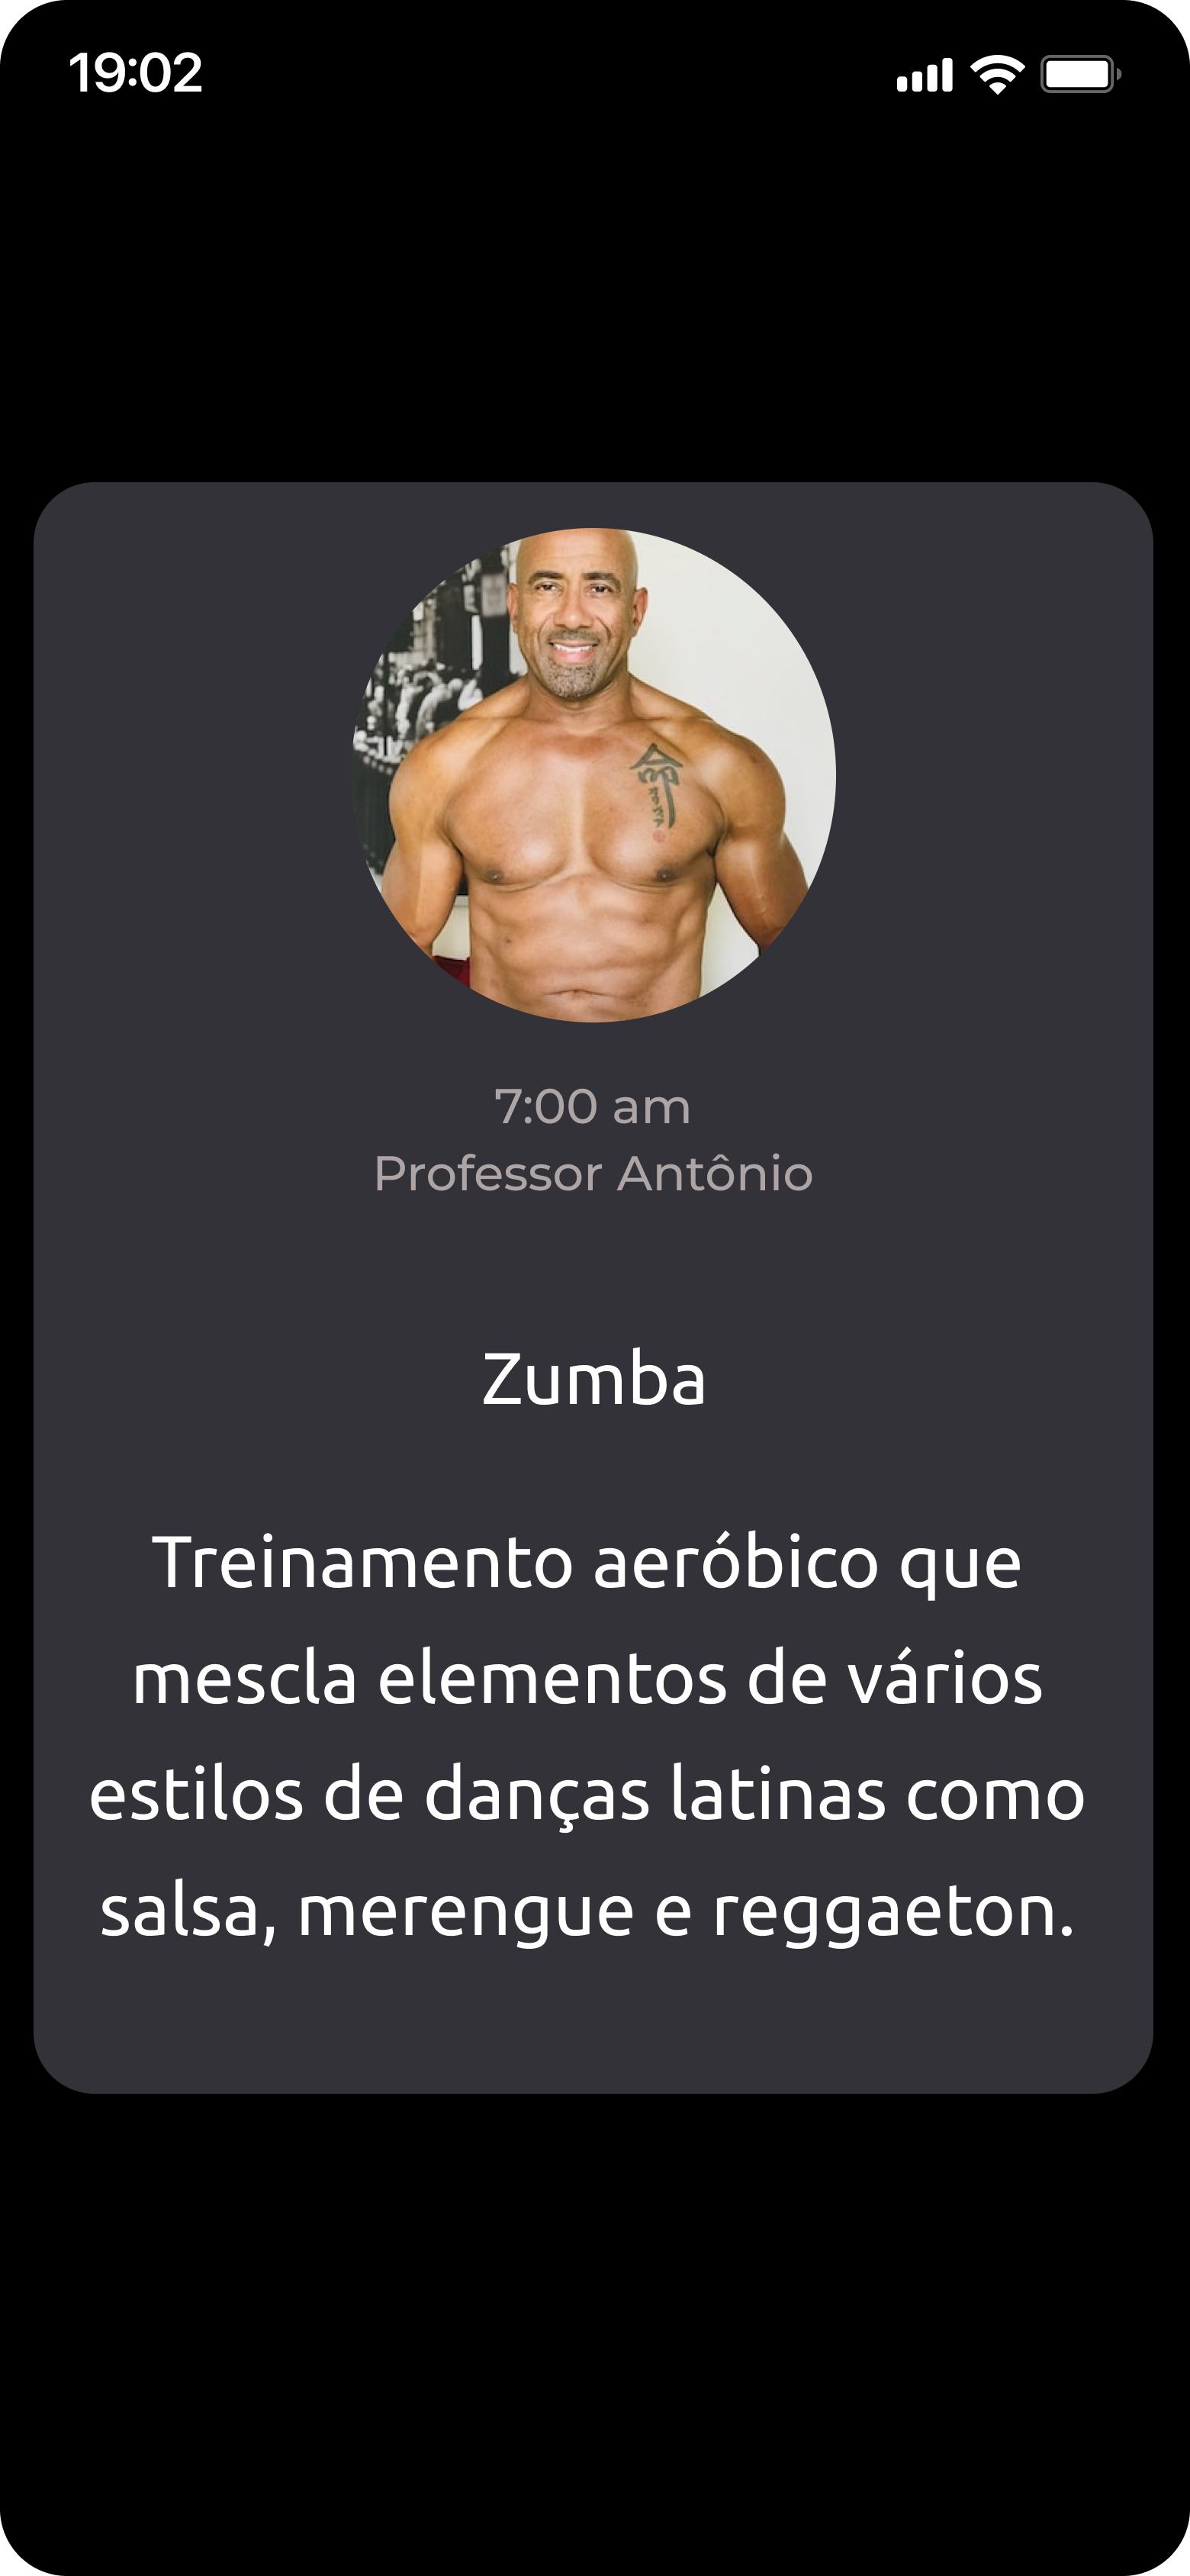 19:02
命
7:00 am
Professor Antônio
Zumba
Treinamento aeróbico que
mescla elementos de vários
estilos de danças latinas como
salsa, merengue e reggaeton.